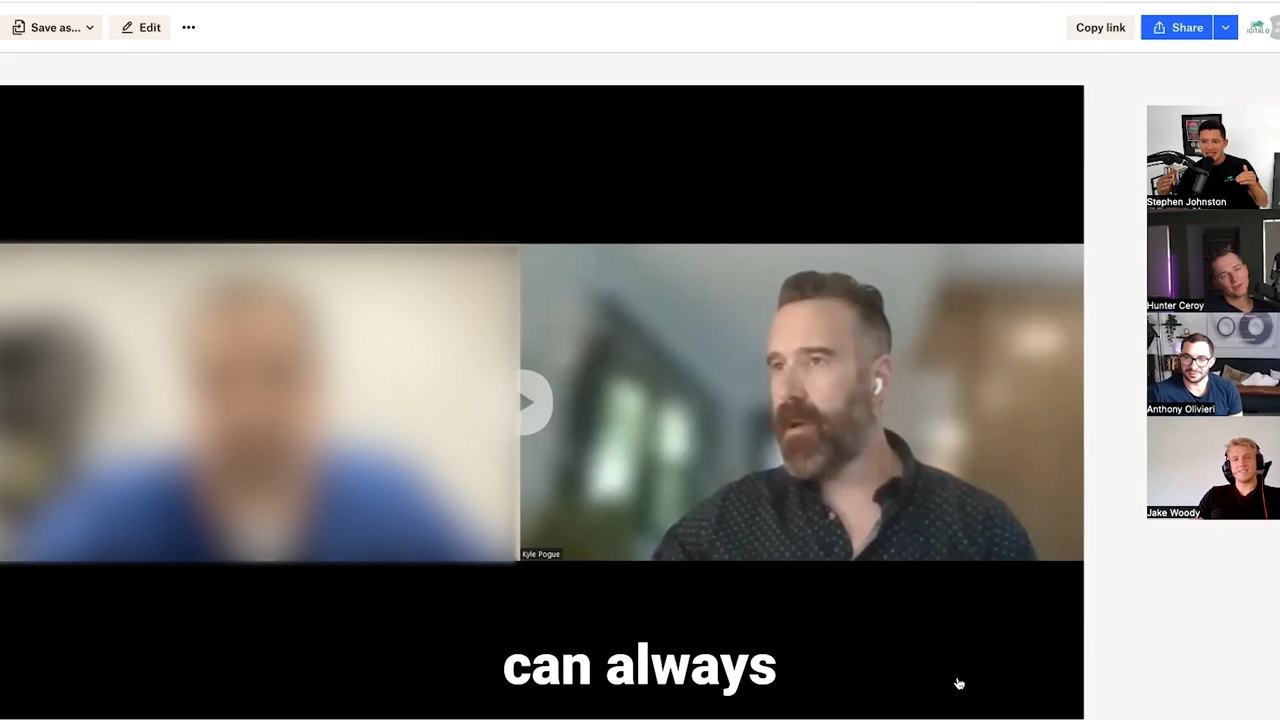 Save as...
Edit
Copy link
Share
Stephen Johnston
Hunter Ceroy
Anthony Olivieri
Jake Woody
Kyle Pogue
can always